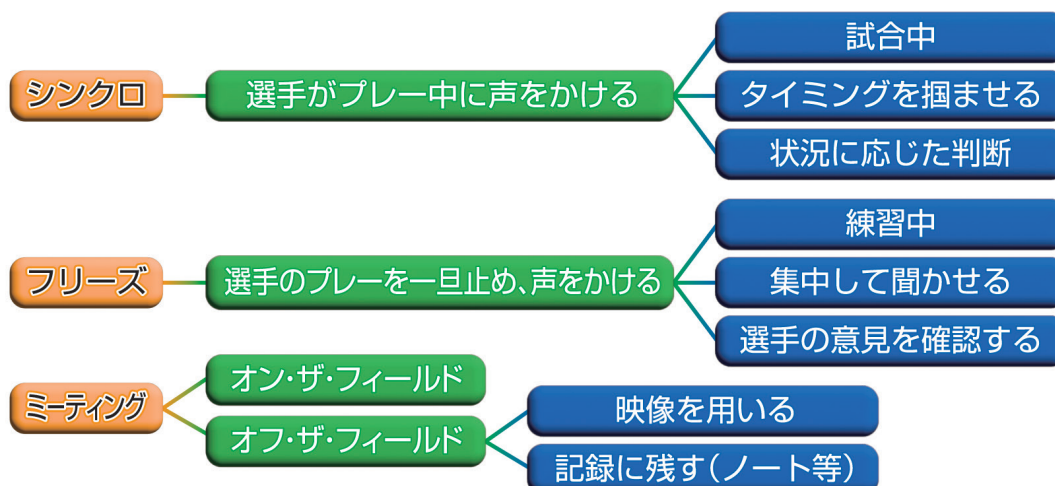 シンクロ
選手がプレー中に声をかける
試合中
タイミングを掴ませる
状況に応じた判断
フリーズ
選手のプレーを一旦止め、声をかける
練習中
集中して聞かせる
選手の意見を確認する
ミーティング
オン・ザ・フィールド
オフ・ザ・フィールド
映像を用いる
記録に残す(ノート等)